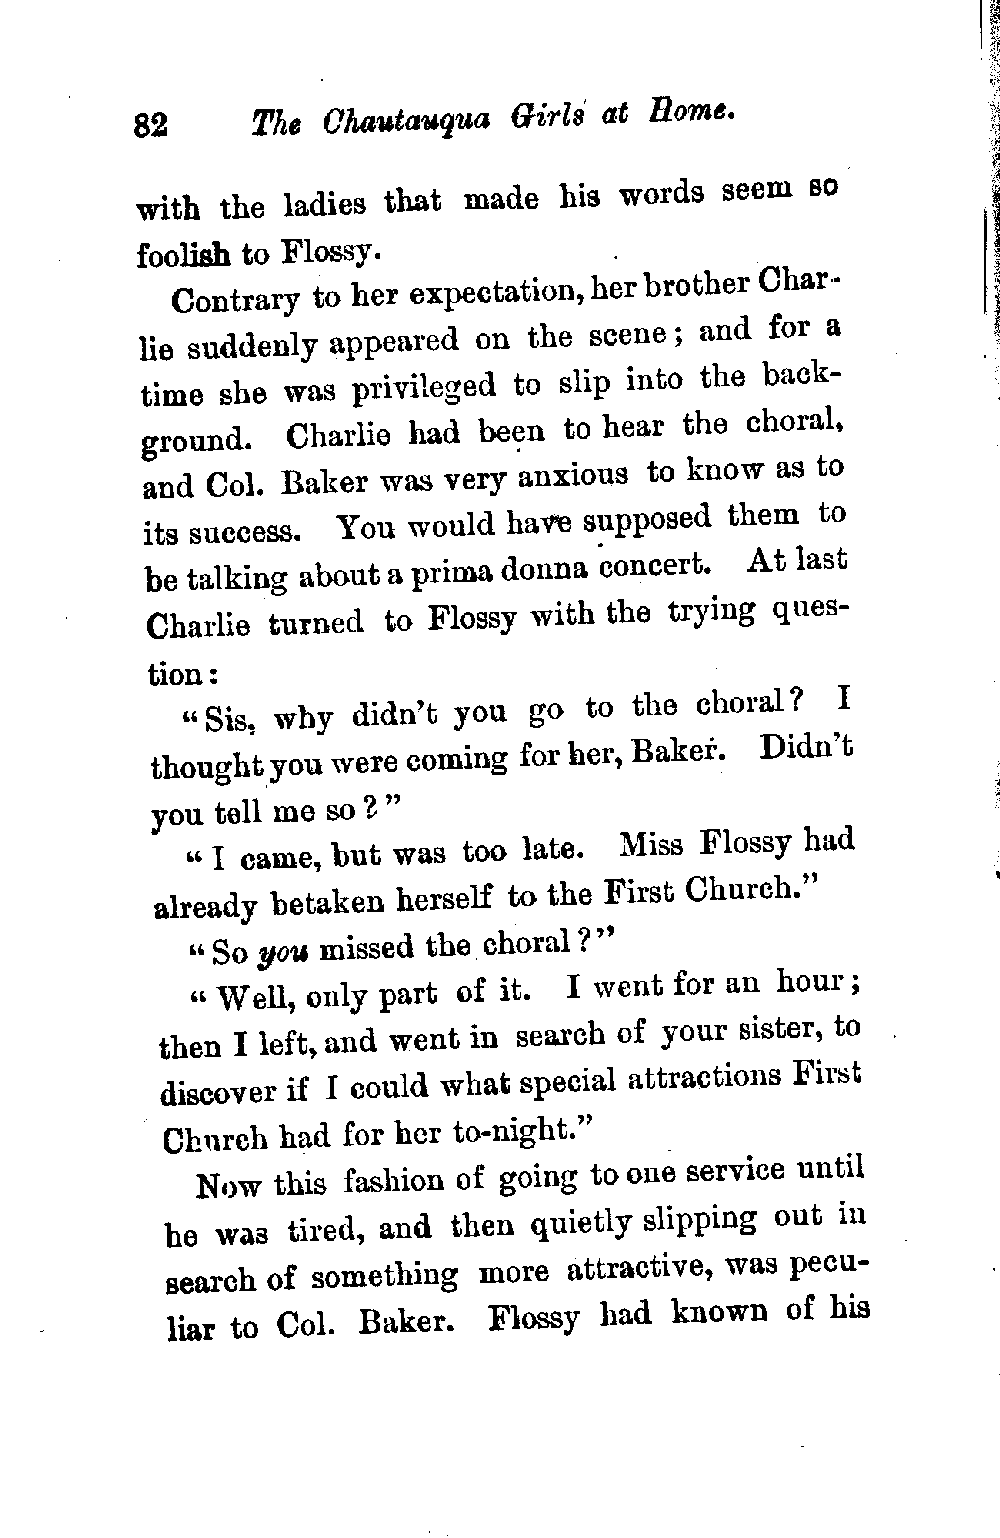 82 The Chautauqua Girls at Home.
with the ladies that made his words seem so
foolish to Flossy.
Contrary to her expectation, her brother Char-
lie suddenly appeared on the scene; and for a
time she was privileged to slip into the back-
ground. Charlie had been to hear the choral,
and Col. Baker was very anxious to know as to
its success. You would have supposed them to
be talking about a prima donna concert. At last
Charlie turned to Flossy with the trying ques-
tion:
“Sis, why didn’t you go to the choral? I
thought you were coming for her, Baker. Didn’t
you tell me so?”
“I came, but was too late. Miss Flossy had
already betaken herself to the First Church.”
“So you missed the choral?”
“Well, only part of it. I went for an hour;
then I left, and went in search of your sister, to
discover if I could what special attractions First
Church had for her to-night.”
Now this fashion of going to one service until
he was tired, and then quietly slipping out in
search of something more attractive, was pecu-
liar to Col. Baker. Flossy had known of his